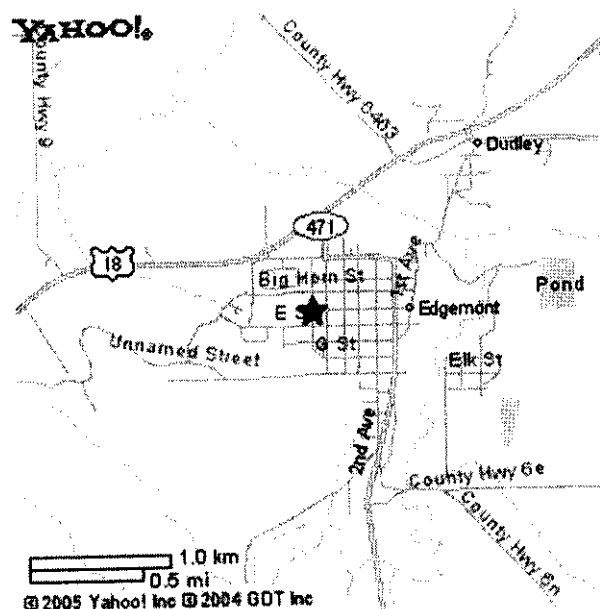 YAHOO!
County Hwy 9
County Hwy 6-403
Dudley
471
18
1st Ave
Big Horn St
Pond
E S
Edgemont
Unnamed Street
G St
Elk St
2nd Ave
County Hwy 6e
County Hwy 6n
1.0 km
0.5 mi
© 2005 Yahoo! Inc © 2004 GDT Inc